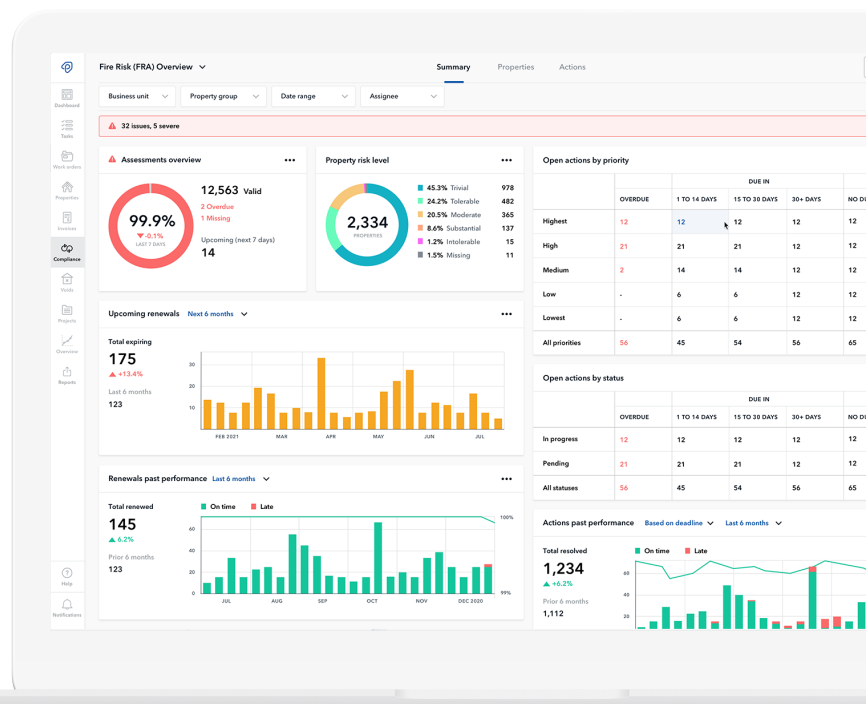 Fire Risk (FRA) Overview
Summary Properties Actions
Dashboard
Tasks
Work orders
Properties
Invoices
Compliance
Voids
Projects
Overview
Reports
Help
Notifications
Business unit Property group Date range Assignee
32 issues, 5 severe
Assessments overview
99.9%
-0.1%
LAST 7 DAYS
12,563 Valid
2 Overdue
1 Missing
Upcoming (next 7 days)
14
Property risk level
2,334
PROPERTIES
45.3% Trivial 978
24.2% Tolerable 482
20.5% Moderate 365
8.6% Substantial 137
1.2% Intolerable 15
1.5% Missing 11
Upcoming renewals Next 6 months
Total expiring
175
+13.4%
Last 6 months
123
30
20
10
FEB 2021 MAR APR MAY JUN JUL
Renewals past performance Last 6 months
Total renewed
145
6.2%
Prior 6 months
123
On time Late
60
40
20
0
100%
99%
JUL AUG SEP OCT NOV DEC 2020
Open actions by priority
DUE IN
OVERDUE 1 TO 14 DAYS 15 TO 30 DAYS 30+ DAYS NO DU
Highest 12 12 12 12 12
High 21 21 21 12 12
Medium 2 14 14 12 12
Low - 6 6 12 12
Lowest - 6 6 12 12
All priorities 56 45 54 56 65
Open actions by status
DUE IN
OVERDUE 1 TO 14 DAYS 15 TO 30 DAYS 30+ DAYS NO DU
In progress 12 12 12 12 12
Pending 21 21 21 12 12
All statuses 56 45 54 56 65
Actions past performance Based on deadline Last 6 months
Total resolved
1,234
+6.2%
Prior 6 months
1,112
On time Late
60
40
20